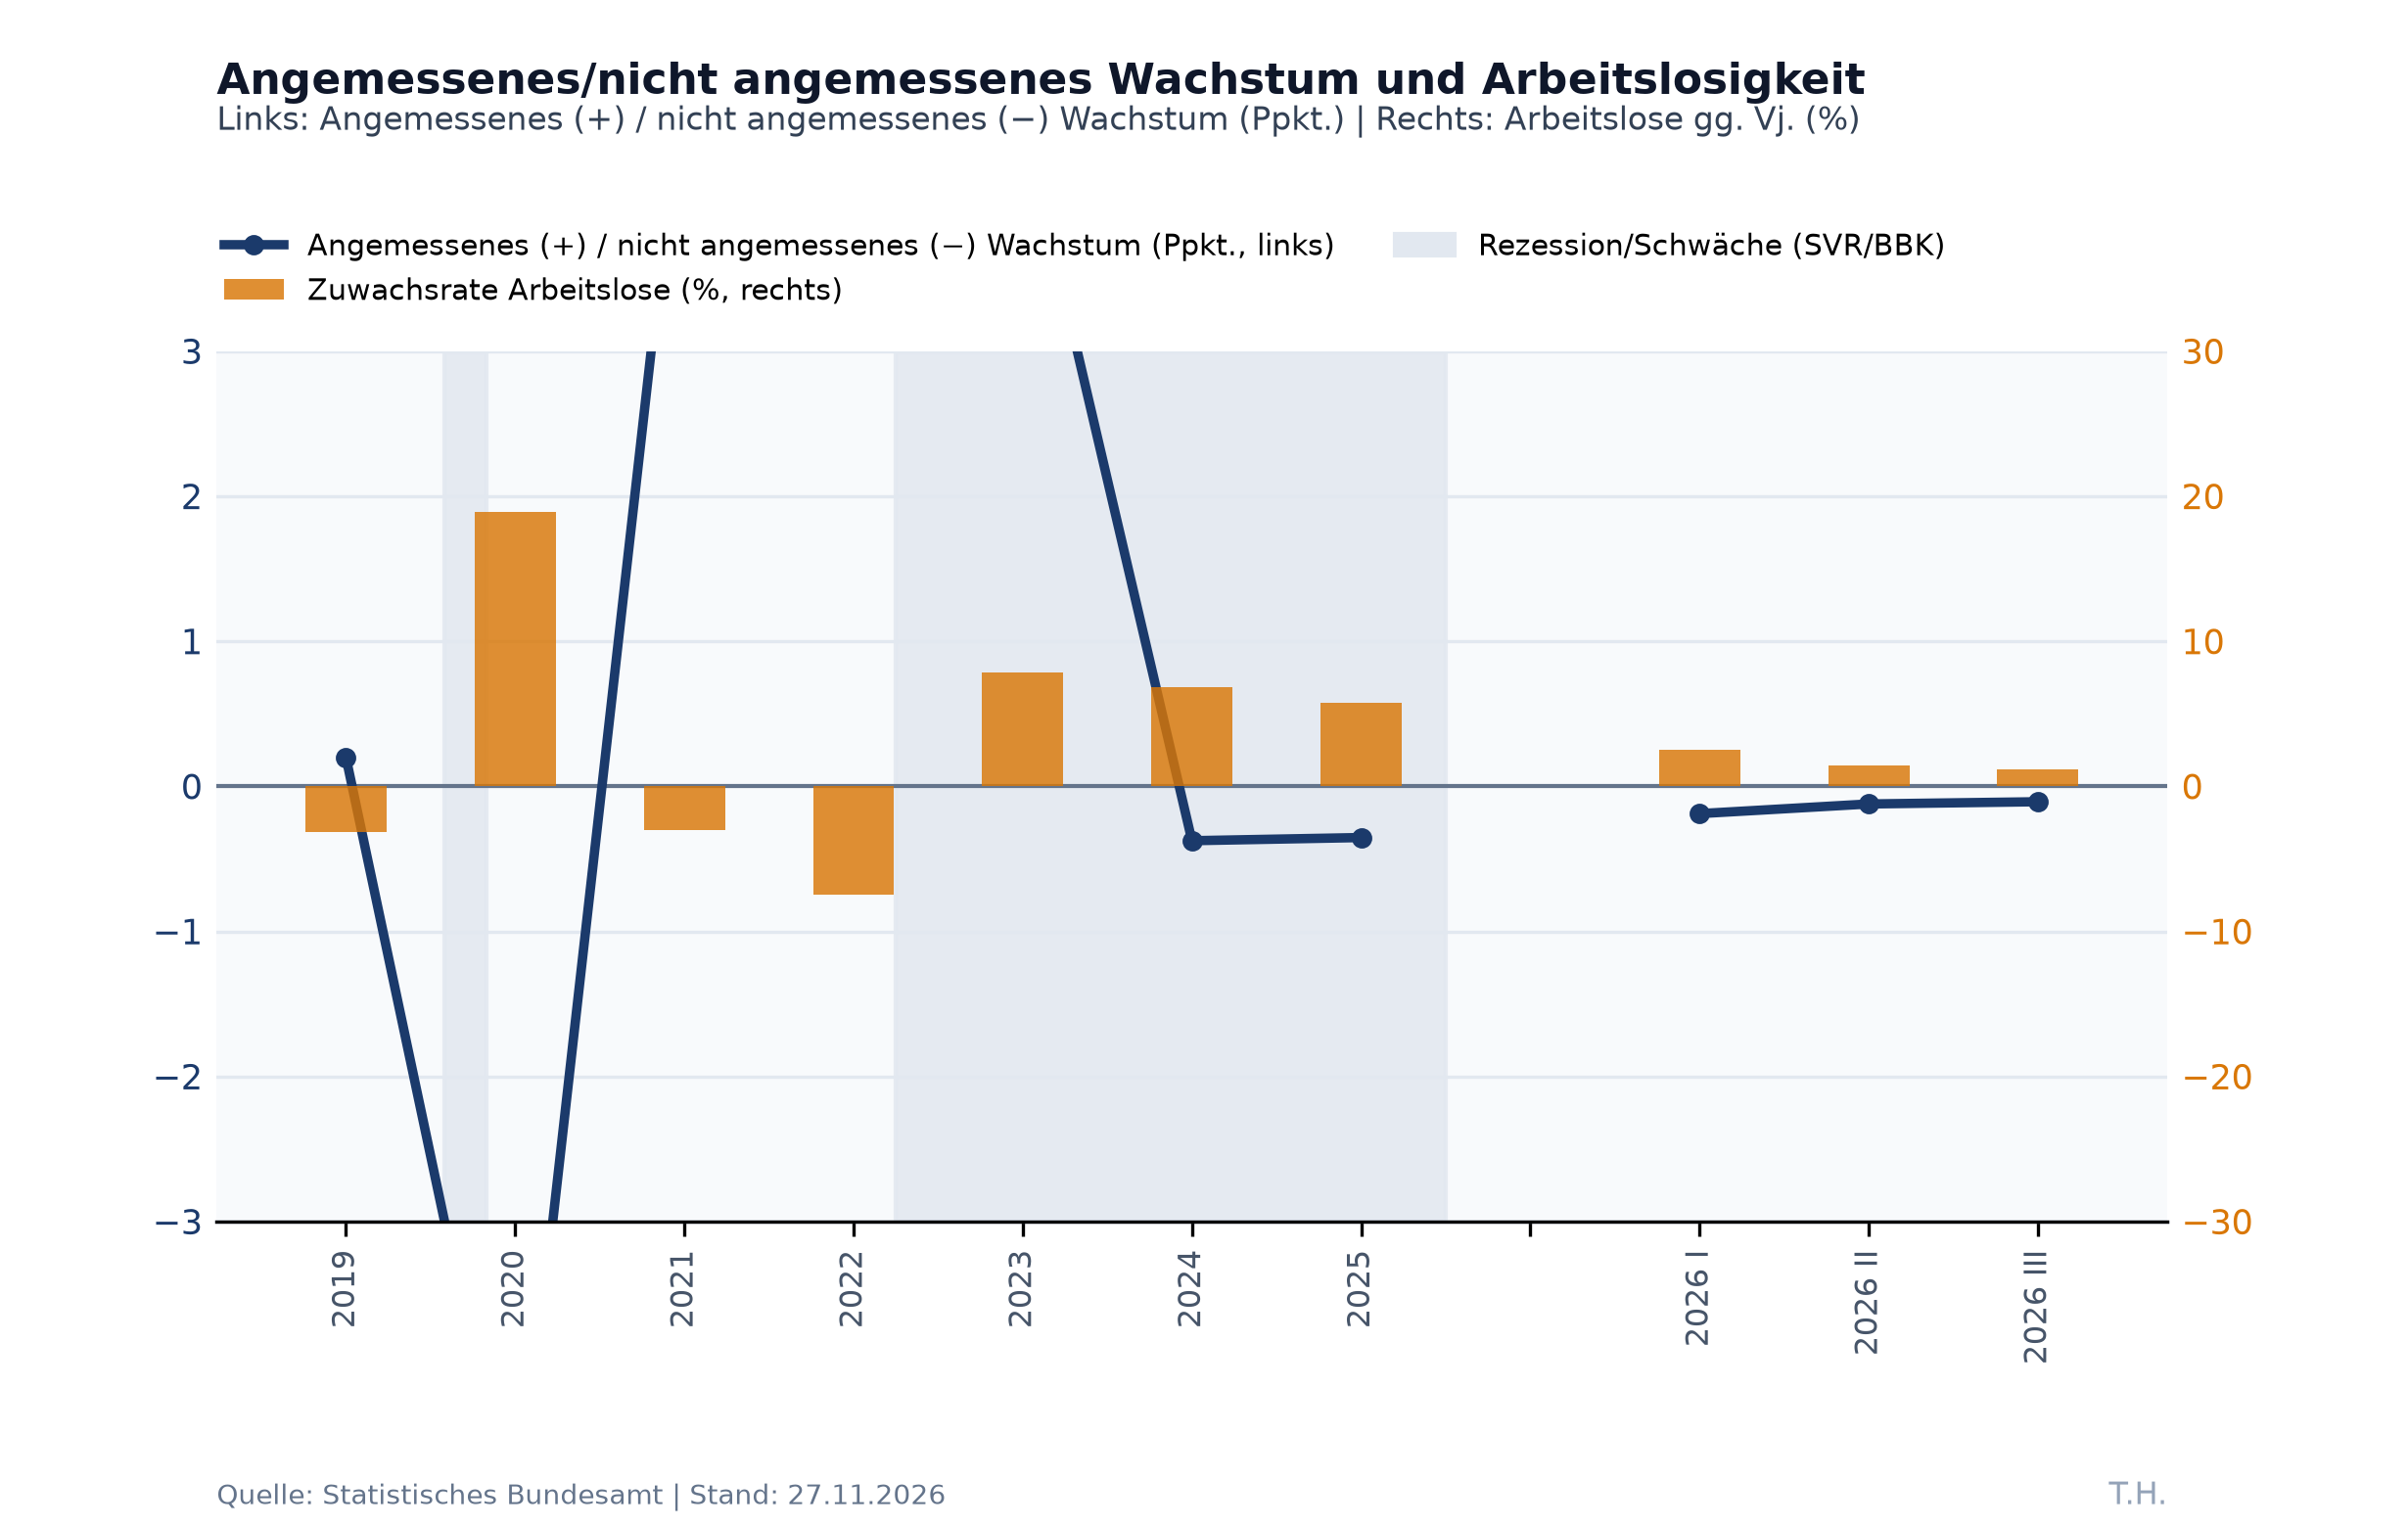 Angemessenes/nicht angemessenes Wachstum und Arbeitslosigkeit
Links: Angemessenes (+) / nicht angemessenes (−) Wachstum (Ppkt.) | Rechts: Arbeitslose gg. Vj. (%)
Angemessenes (+) / nicht angemessenes (−) Wachstum (Ppkt., links)
Zuwachsrate Arbeitslose (%, rechts)
Rezession/Schwäche (SVR/BBK)
3
2
1
0
−1
−2
−3
30
20
10
0
−10
−20
−30
2019
2020
2021
2022
2023
2024
2025
2026 I
2026 II
2026 III
Quelle: Statistisches Bundesamt | Stand: 27.11.2026
T.H.